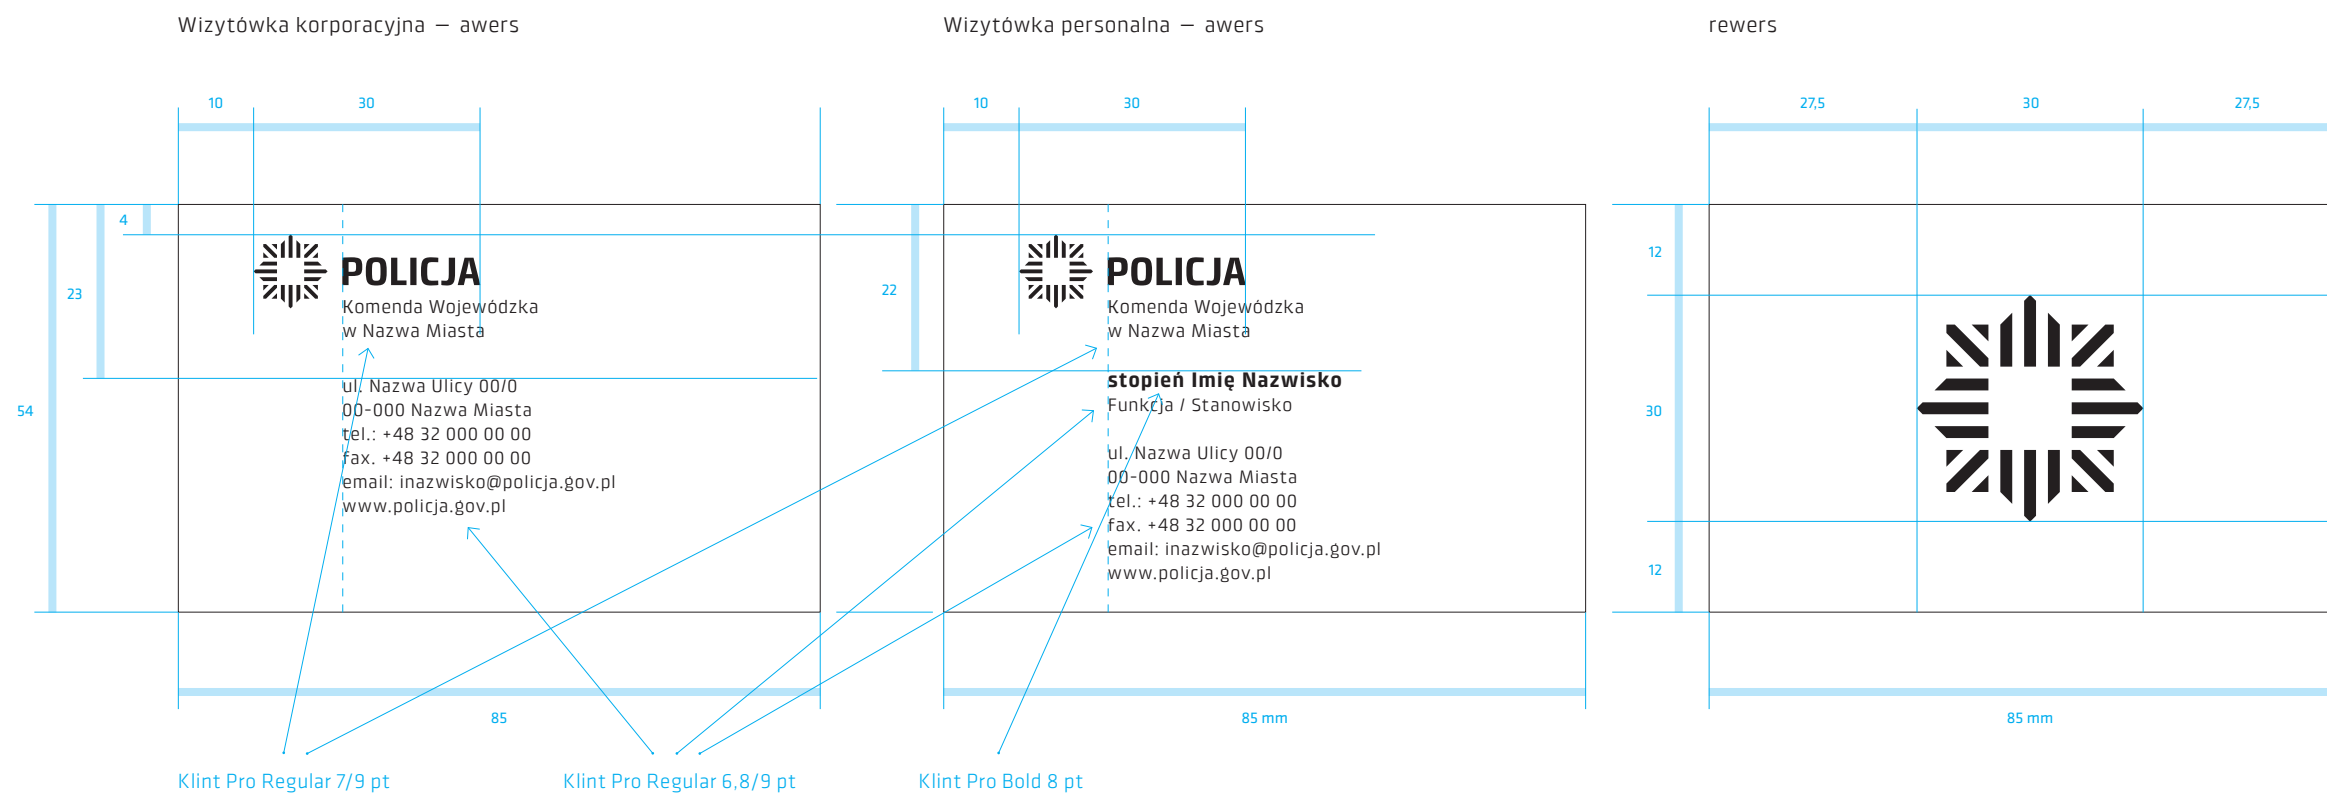 Wizytówka korporacyjna — awers
Wizytówka personalna — awers
rewers
10
30
10
30
27,5
30
27,5
4
23
54
POLICJA
Komenda Wojewódzka
w Nazwa Miasta
ul. Nazwa Ulicy 00/0
00-000 Nazwa Miasta
tel.: +48 32 000 00 00
fax. +48 32 000 00 00
email: inazwisko@policja.gov.pl
www.policja.gov.pl
85
22
POLICJA
Komenda Wojewódzka
w Nazwa Miasta
stopień Imię Nazwisko
Funkcja / Stanowisko
ul. Nazwa Ulicy 00/0
00-000 Nazwa Miasta
tel.: +48 32 000 00 00
fax. +48 32 000 00 00
email: inazwisko@policja.gov.pl
www.policja.gov.pl
85 mm
12
30
12
85 mm
Klint Pro Regular 7/9 pt
Klint Pro Regular 6,8/9 pt
Klint Pro Bold 8 pt